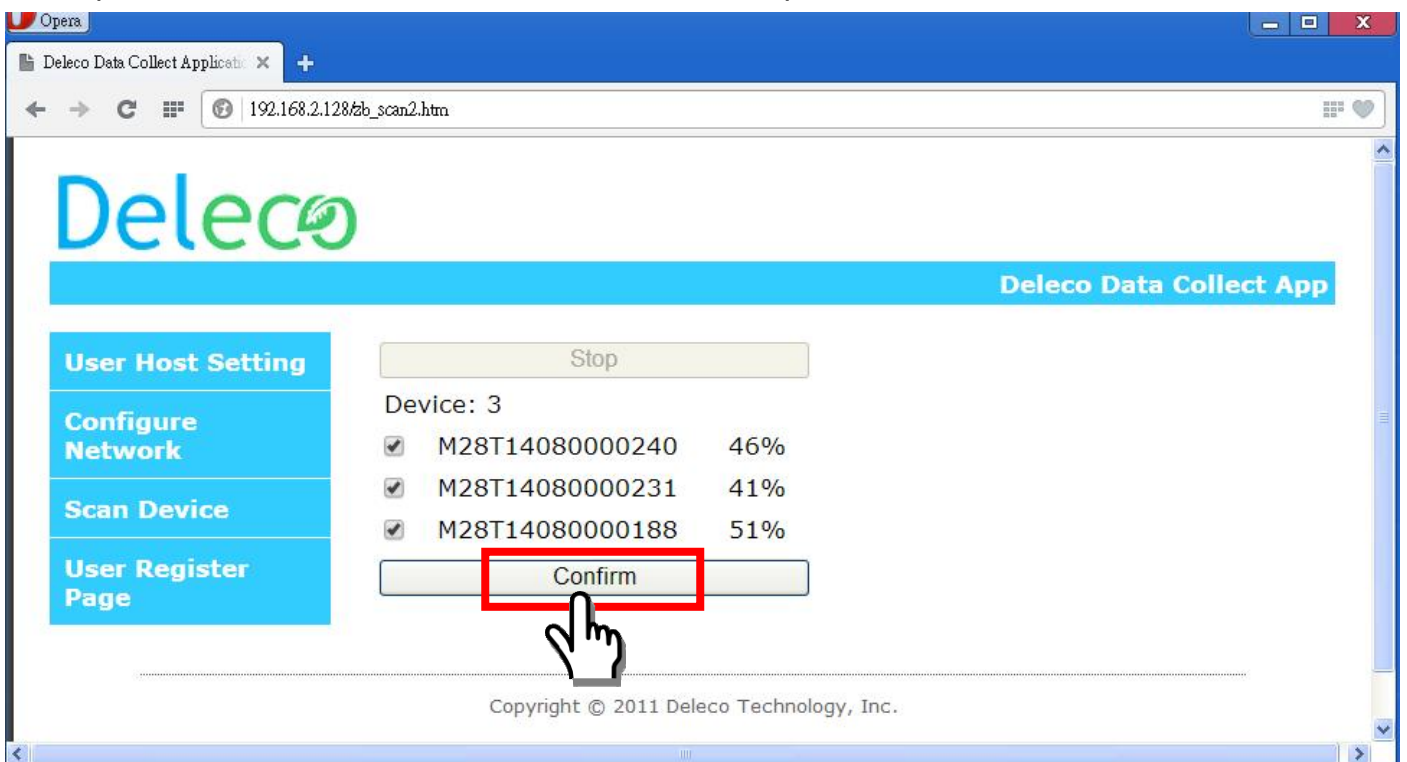 Opera
Deleco Data Collect Applicatio
192.168.2.128/zb_scan2.htm
Deleco
Deleco Data Collect App
User Host Setting
Configure
Network
Scan Device
User Register
Page
Stop
Device: 3
M28T14080000240 46%
M28T14080000231 41%
M28T14080000188 51%
Confirm
Copyright © 2011 Deleco Technology, Inc.